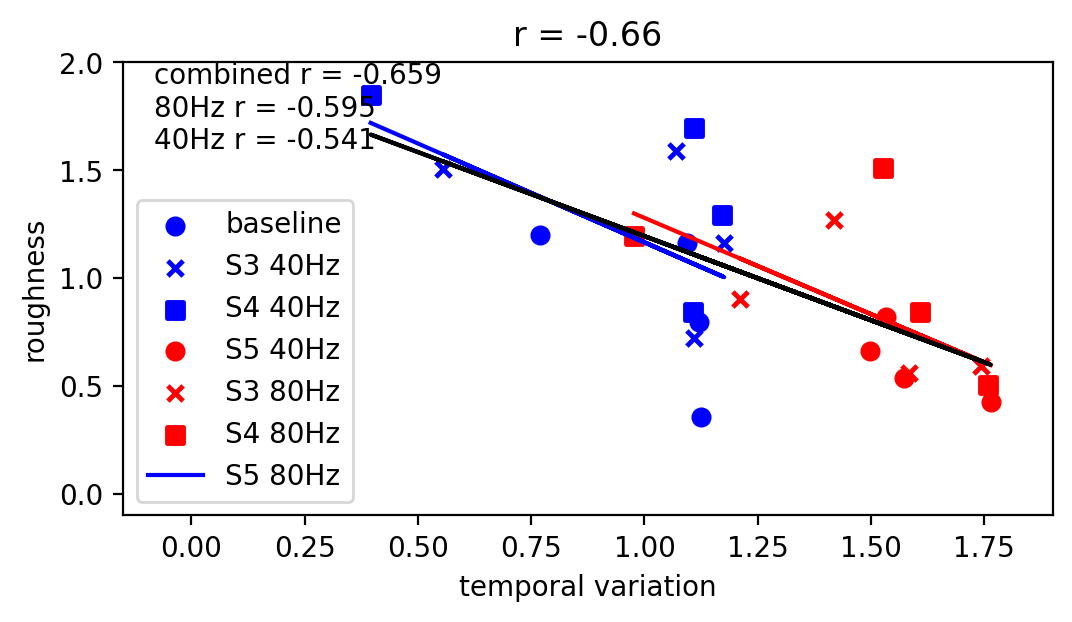 r = -0.66
combined r = -0.659
80Hz r = -0.595
40Hz r = -0.541
2.0
1.5
1.0
0.5
0.0
roughness
baseline
S3 40Hz
S4 40Hz
S5 40Hz
S3 80Hz
S4 80Hz
S5 80Hz
0.00 0.25 0.50 0.75 1.00 1.25 1.50 1.75
temporal variation